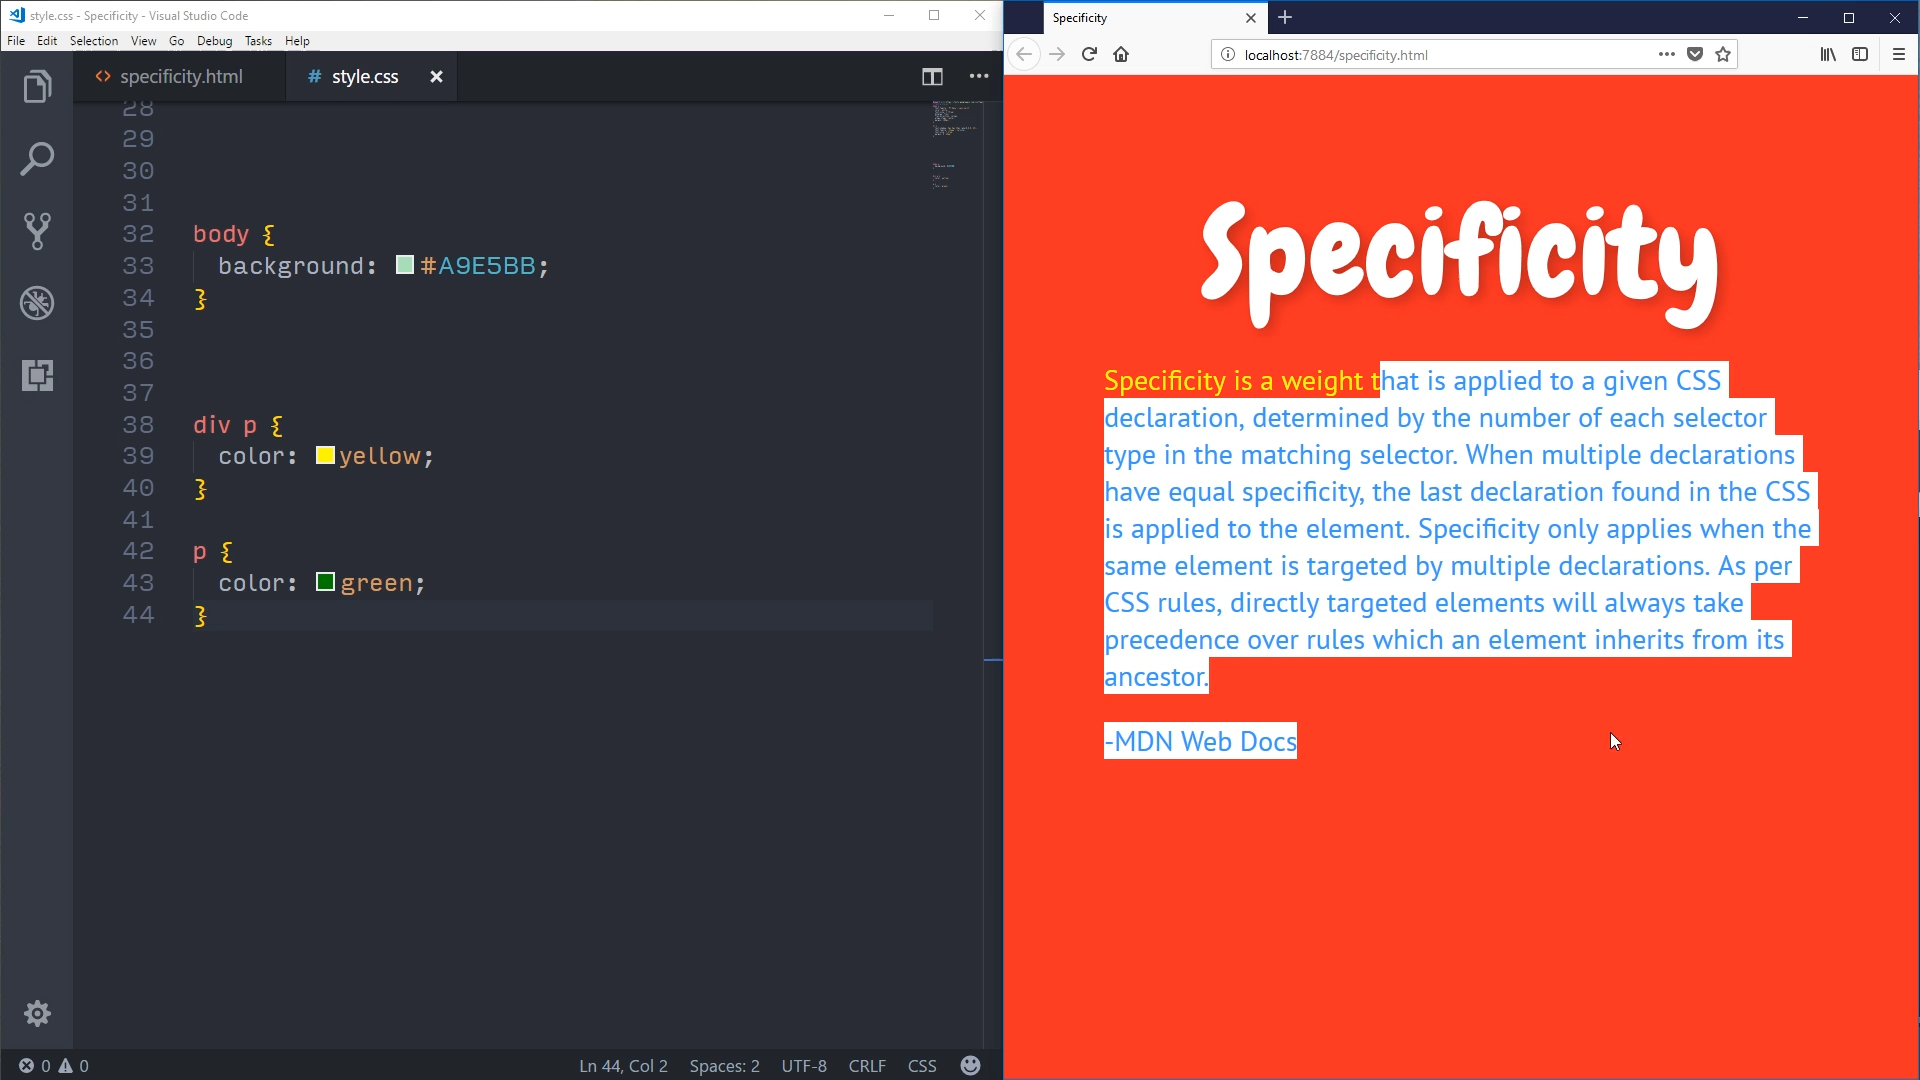 style.css - Specificity - Visual Studio Code
File Edit Selection View Go Debug Tasks Help
<> specificity.html
# style.css
28
29
30
31
32 body {
33 background: #A9E5BB;
34 }
35
36
37
38 div p {
39 color: yellow;
40 }
41
42 p {
43 color: green;
44 }
0 0
Ln 44, Col 2 Spaces: 2 UTF-8 CRLF CSS
Specificity
localhost:7884/specificity.html
Specificity
Specificity is a weight that is applied to a given CSS
declaration, determined by the number of each selector
type in the matching selector. When multiple declarations
have equal specificity, the last declaration found in the CSS
is applied to the element. Specificity only applies when the
same element is targeted by multiple declarations. As per
CSS rules, directly targeted elements will always take
precedence over rules which an element inherits from its
ancestor.
-MDN Web Docs